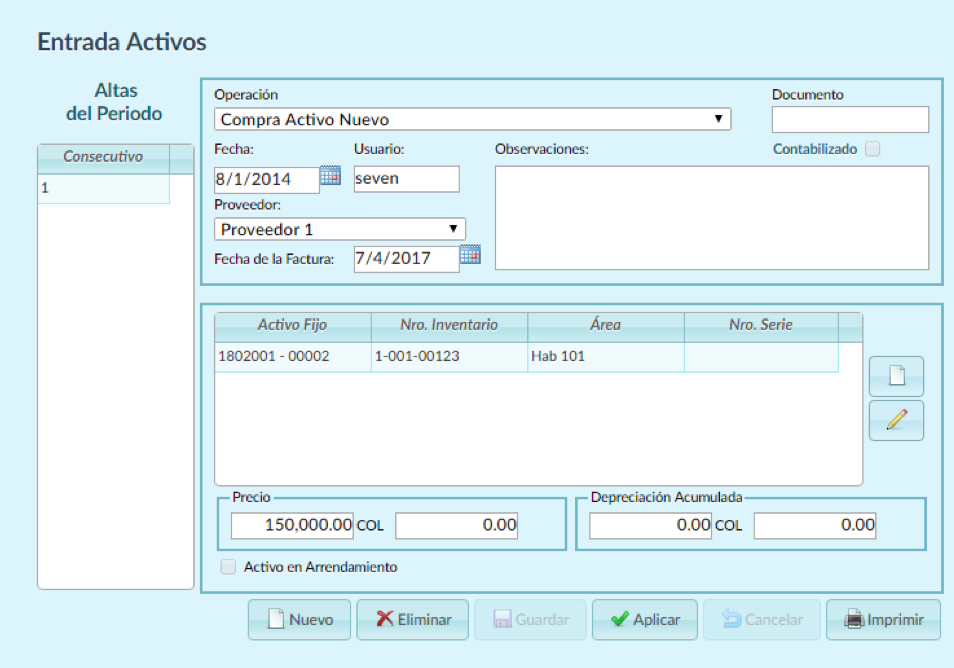 Entrada Activos
Altas
del Periodo
Consecutivo
1
Operación
Documento
Compra Activo Nuevo
Fecha:
Usuario:
Observaciones:
Contabilizado
8/1/2014
seven
Proveedor:
Proveedor 1
Fecha de la Factura:
7/4/2017
Activo Fijo
Nro. Inventario
Área
Nro. Serie
1802001 - 00002
1-001-00123
Hab 101
Precio
150,000.00 COL
0.00
Depreciación Acumulada
0.00 COL
0.00
Activo en Arrendamiento
Nuevo
Eliminar
Guardar
Aplicar
Cancelar
Imprimir